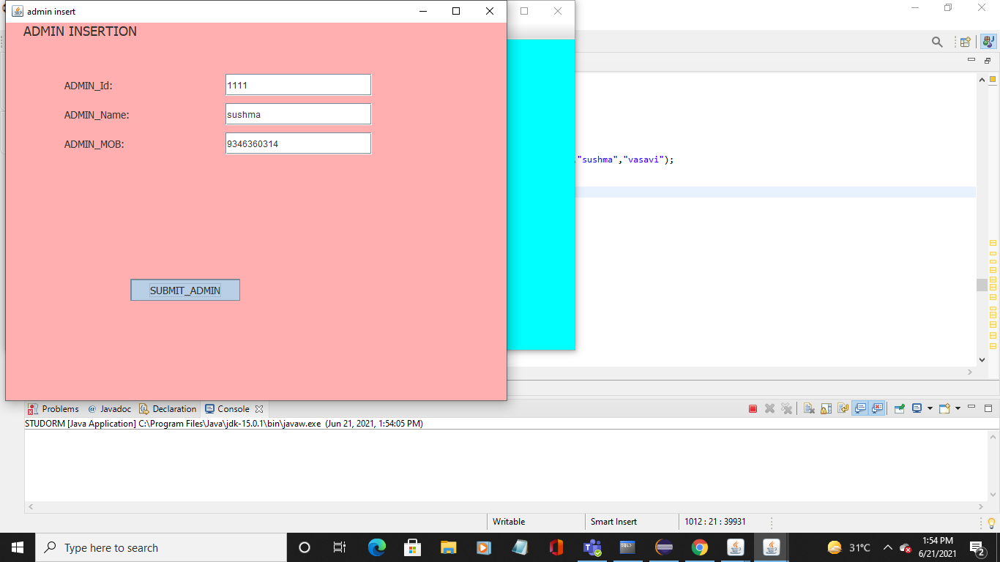 admin insert
ADMIN INSERTION
ADMIN_Id:
1111
ADMIN_Name:
sushma
ADMIN_MOB:
9346360314
SUBMIT_ADMIN
"sushma","vasavi");
Problems @ Javadoc Declaration Console
STUDORM [Java Application] C:\Program Files\Java\jdk-15.0.1\bin\javaw.exe (Jun 21, 2021, 1:54:05 PM)
Writable Smart Insert 1012 : 21 : 39931
Type here to search
SQL>
31°C
1:54 PM
6/21/2021
2